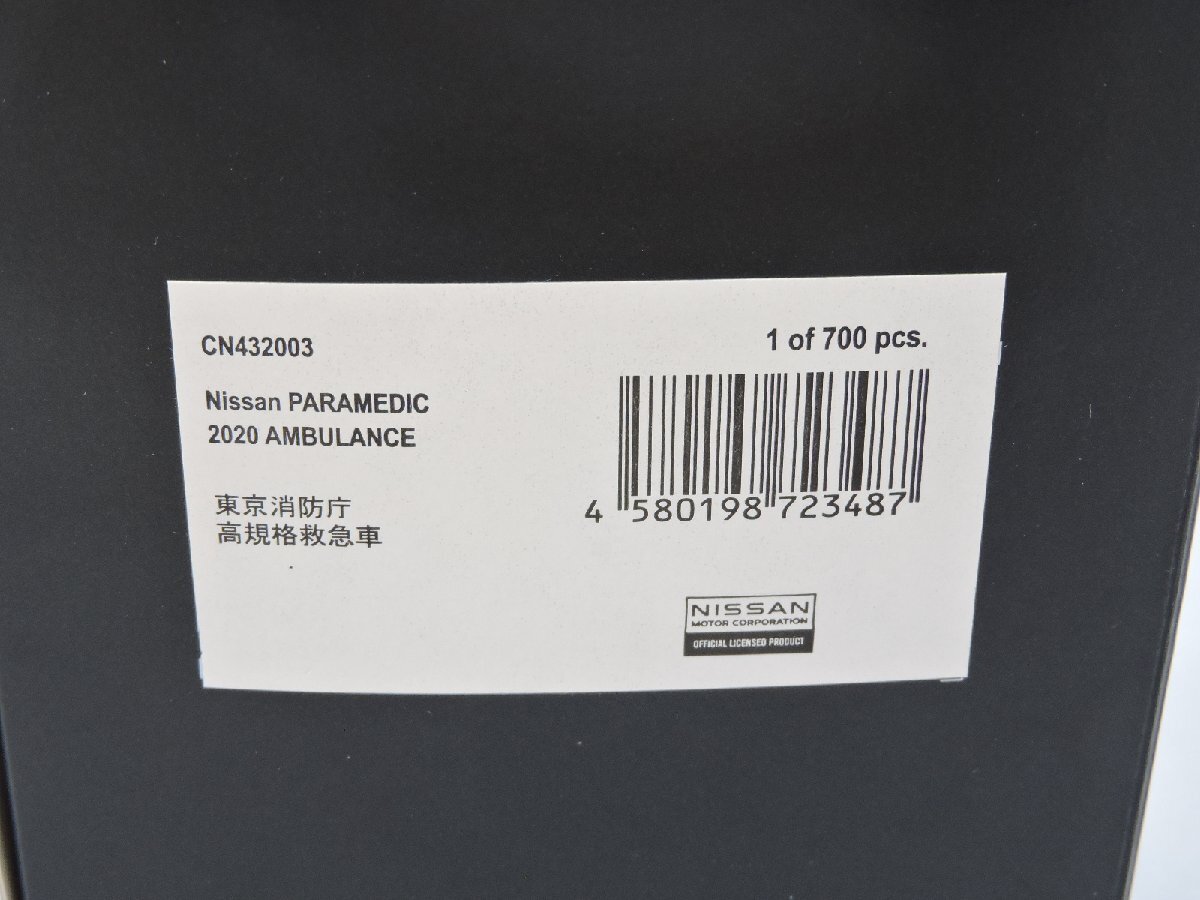 CN432003
1 of 700 pcs.
Nissan PARAMEDIC
2020 AMBULANCE
東京消防庁
高規格救急車
4 580198 723487
NISSAN
MOTOR CORPORATION
OFFICIAL LICENSED PRODUCT